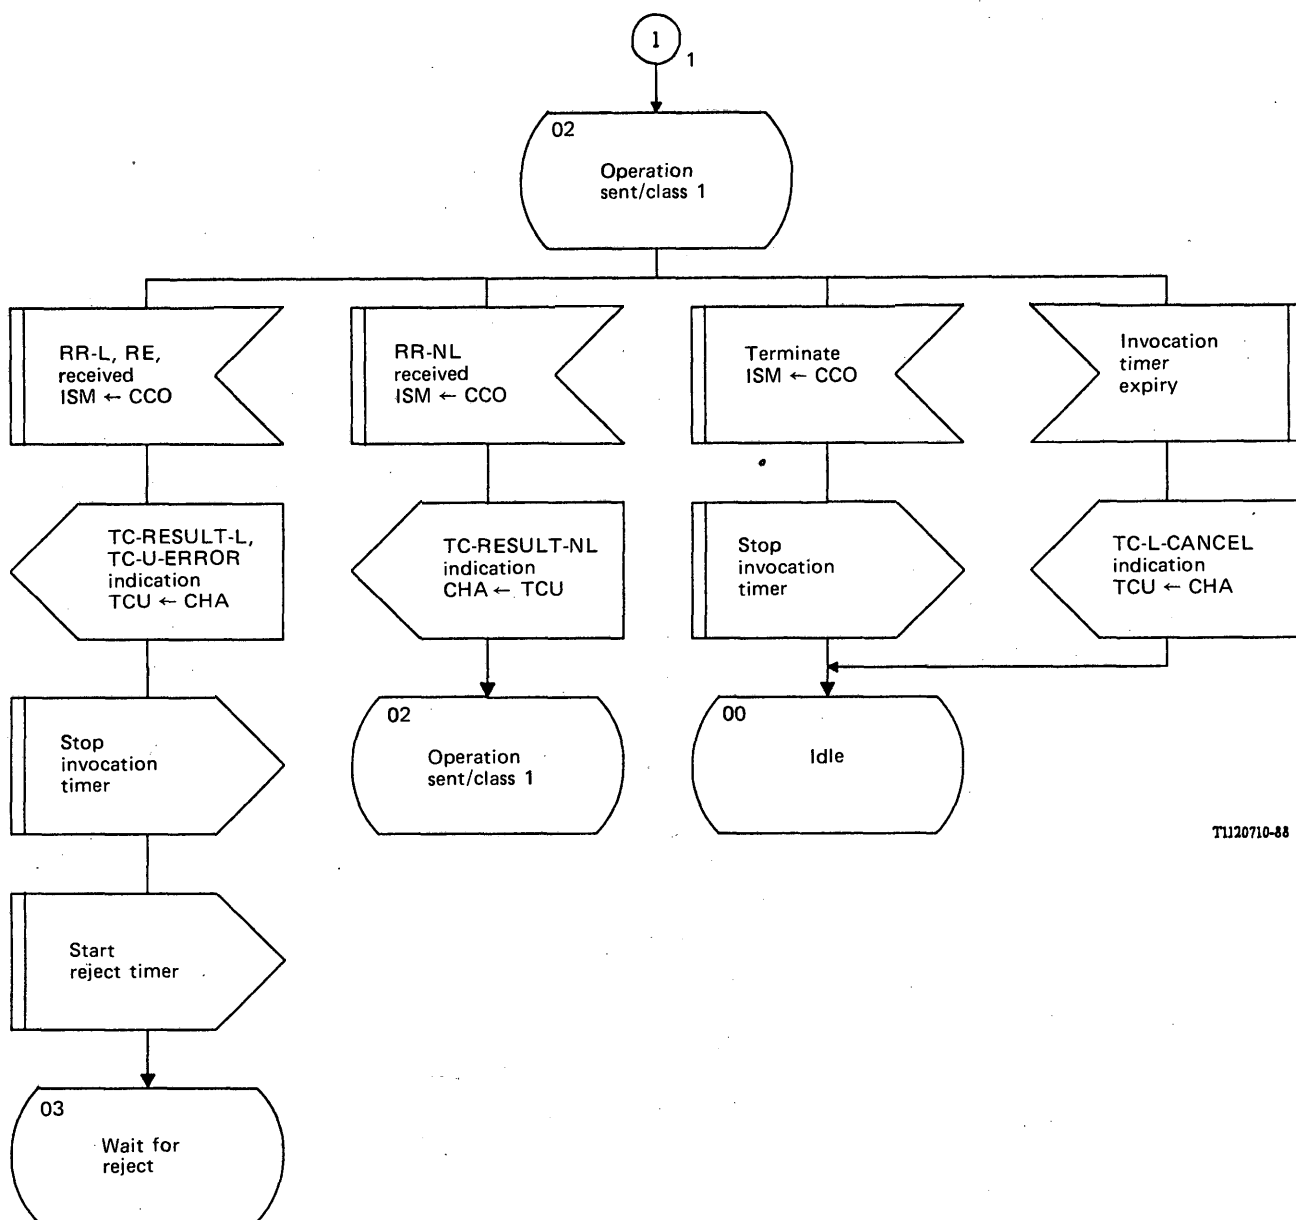 1
1
02
Operation
sent/class 1
RR-L, RE,
received
ISM ← CCO
RR-NL
received
ISM ← CCO
Terminate
ISM ← CCO
Invocation
timer
expiry
TC-RESULT-L,
TC-U-ERROR
indication
TCU ← CHA
TC-RESULT-NL
indication
CHA ← TCU
Stop
invocation
timer
TC-L-CANCEL
indication
TCU ← CHA
Stop
invocation
timer
02
Operation
sent/class 1
00
Idle
T1120710-88
Start
reject timer
03
Wait for
reject